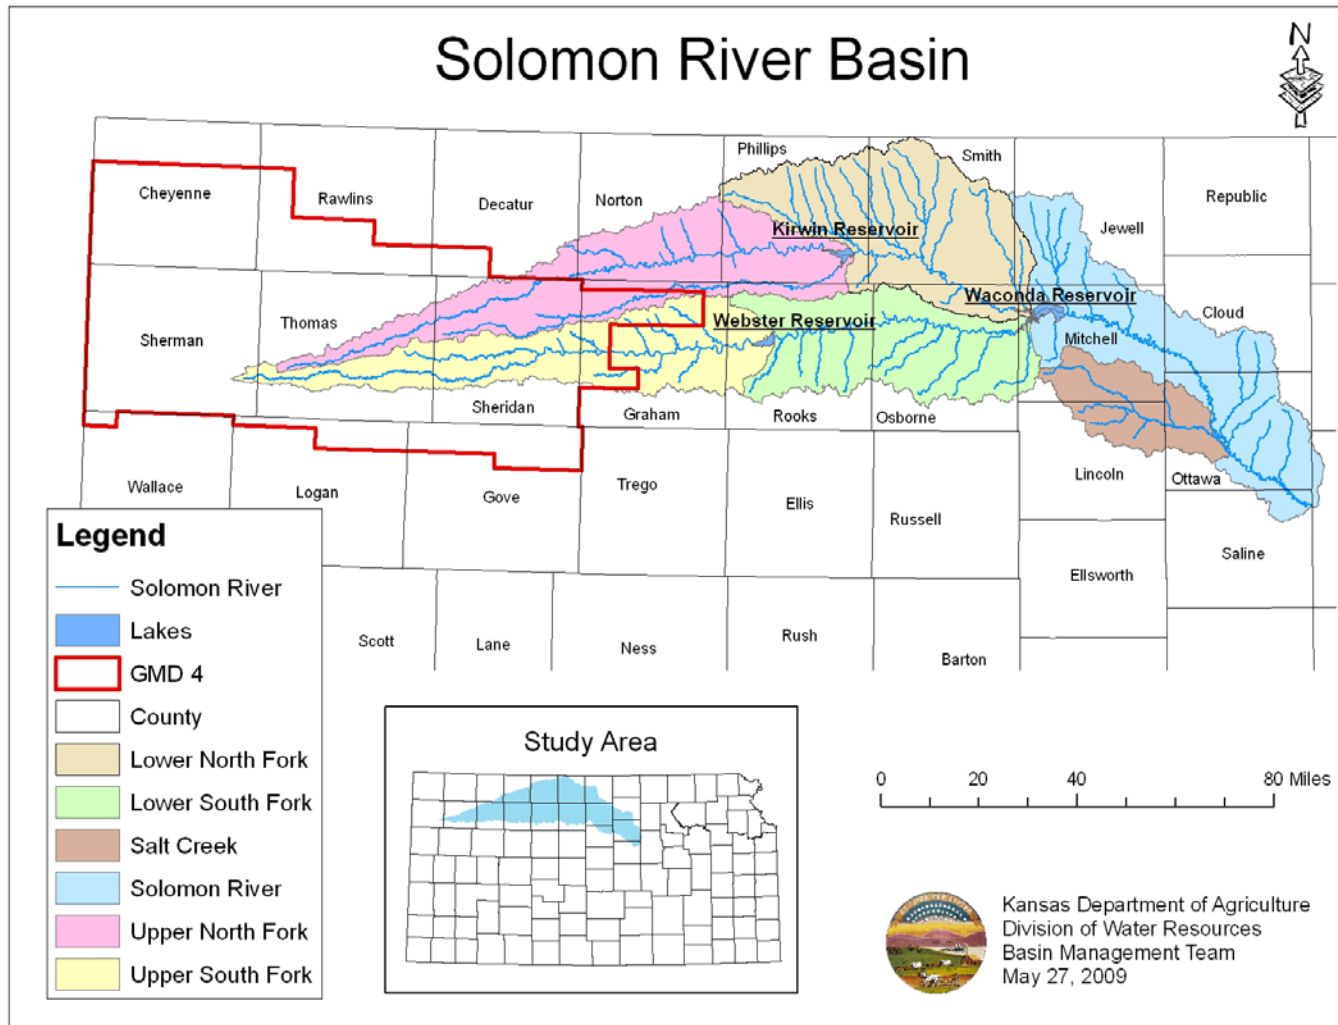 Solomon River Basin
N
Phillips
Smith
Cheyenne
Rawlins
Decatur
Norton
Republic
Jewell
Kirwin Reservoir
Waconda Reservoir
Cloud
Thomas
Webster Reservoir
Sherman
Mitchell
Sheridan
Graham
Rooks
Osborne
Wallace
Logan
Gove
Trego
Ellis
Russell
Lincoln
Ottawa
Saline
Ellsworth
Scott
Lane
Ness
Rush
Barton
Legend
Solomon River
Lakes
GMD 4
County
Lower North Fork
Lower South Fork
Salt Creek
Solomon River
Upper North Fork
Upper South Fork
Study Area
0 20 40 80 Miles
Kansas Department of Agriculture
Division of Water Resources
Basin Management Team
May 27, 2009